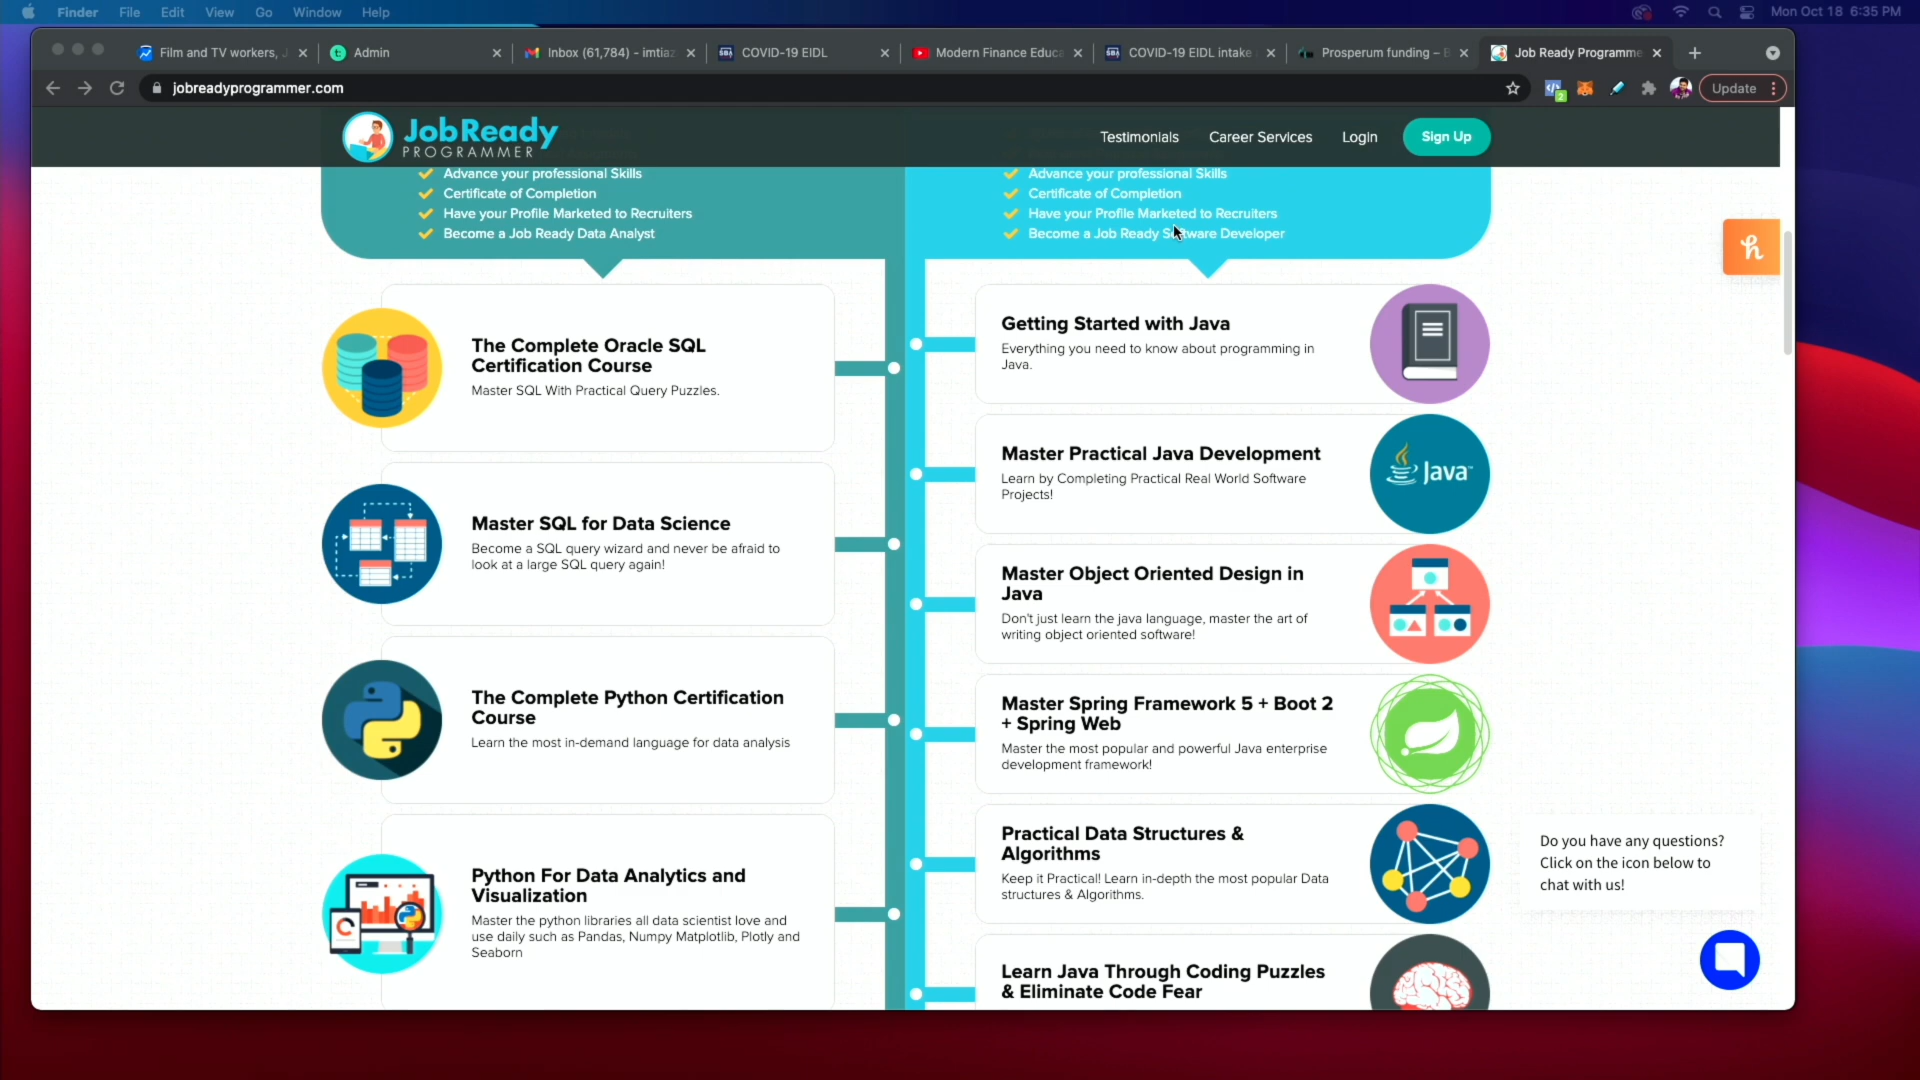 Finder File Edit View Go Window Help Mon Oct 18 6:35 PM
Film and TV workers, J Admin Inbox (61,784) - imtiaz COVID-19 EIDL Modern Finance Educa COVID-19 EIDL intake Prosperum funding – E Job Ready Programme
jobreadyprogrammer.com 2 Update
JobReady
PROGRAMMER
Testimonials Career Services Login Sign Up
Advance your professional Skills
Certificate of Completion
Have your Profile Marketed to Recruiters
Become a Job Ready Data Analyst
Advance your professional Skills
Certificate of Completion
Have your Profile Marketed to Recruiters
Become a Job Ready Software Developer
h
The Complete Oracle SQL
Certification Course
Master SQL With Practical Query Puzzles.
Master SQL for Data Science
Become a SQL query wizard and never be afraid to
look at a large SQL query again!
The Complete Python Certification
Course
Learn the most in-demand language for data analysis
Python For Data Analytics and
Visualization
Master the python libraries all data scientist love and
use daily such as Pandas, Numpy Matplotlib, Plotly and
Seaborn
Getting Started with Java
Everything you need to know about programming in
Java.
Master Practical Java Development
Learn by Completing Practical Real World Software
Projects!
Java™
Master Object Oriented Design in
Java
Don't just learn the java language, master the art of
writing object oriented software!
Master Spring Framework 5 + Boot 2
+ Spring Web
Master the most popular and powerful Java enterprise
development framework!
Practical Data Structures &
Algorithms
Keep it Practical! Learn in-depth the most popular Data
structures & Algorithms.
Learn Java Through Coding Puzzles
& Eliminate Code Fear
Do you have any questions?
Click on the icon below to
chat with us!